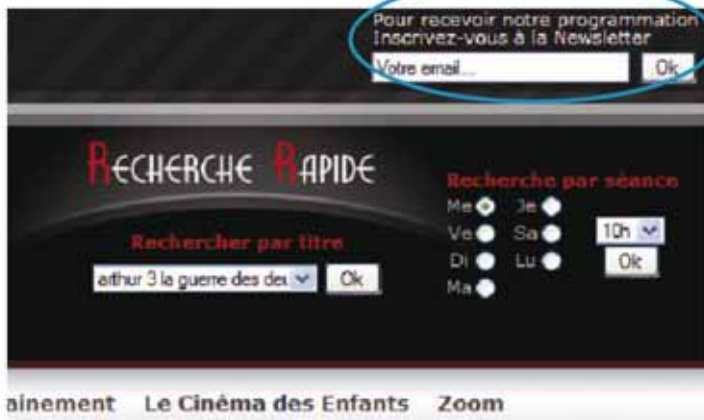 Pour recevoir notre programmation
Inscrivez-vous à la Newsletter
Votre email... Ok
RECHERCHE RAPIDE
Rechercher par titre
arthur 3 la guerre des deu Ok
Recherche par séance
Me Je
Ve Sa 10h
Di Lu Ok
Ma
ainement Le Cinéma des Enfants Zoom